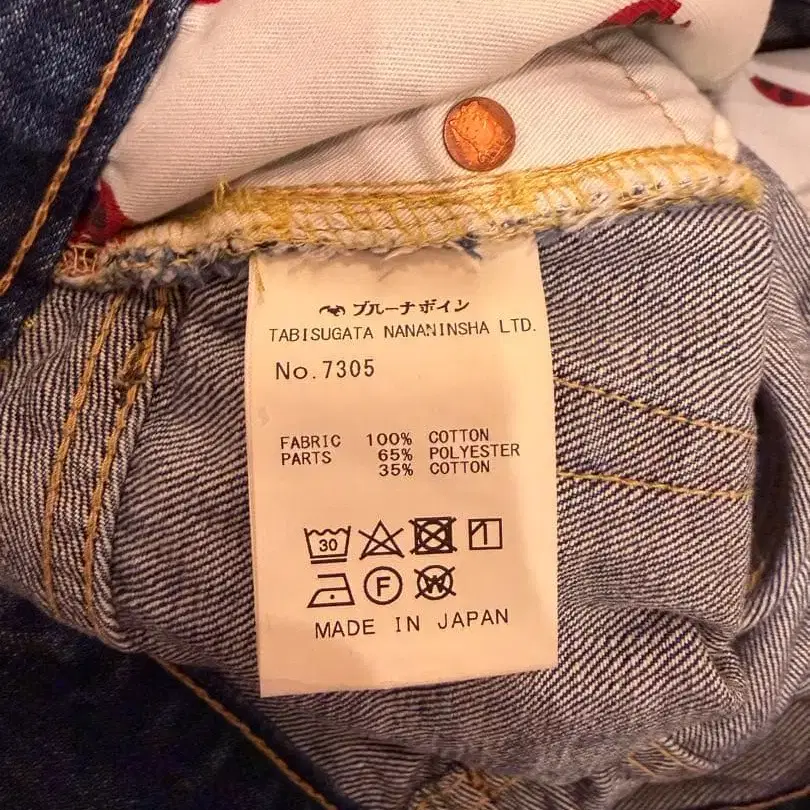 ブルーナボイン
TABISUGATA NANANINSHA LTD.
No.7305
FABRIC 100% COTTON
PARTS 65% POLYESTER
35% COTTON
30
F
W
MADE IN JAPAN